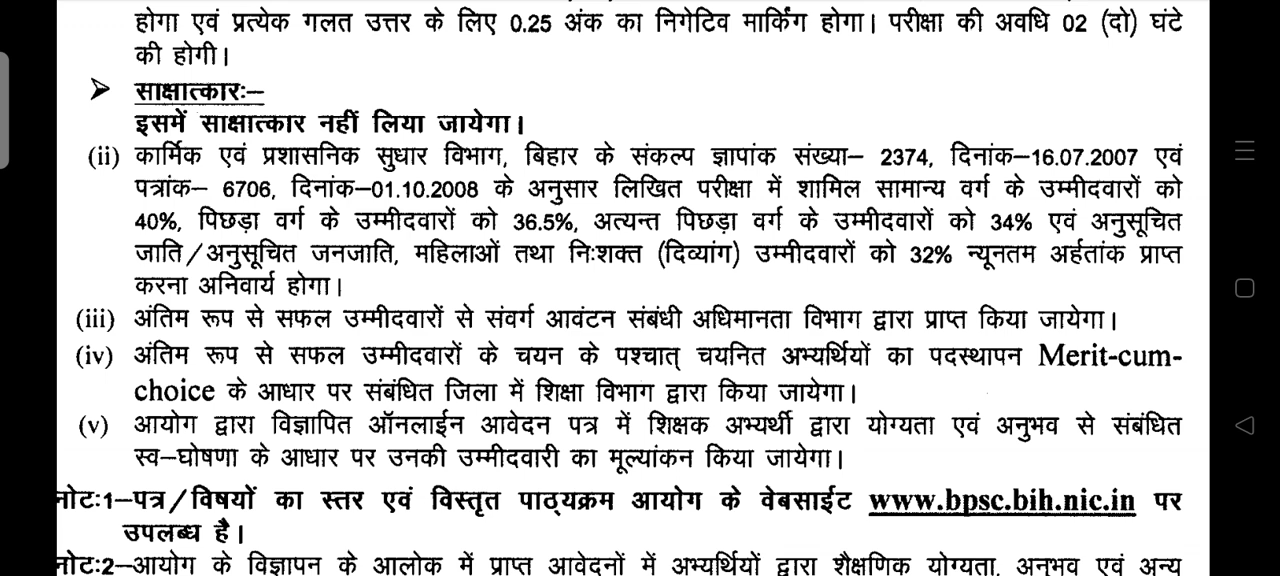 होगा एवं प्रत्येक गलत उत्तर के लिए 0.25 अंक का निगेटिव मार्किंग होगा। परीक्षा की अवधि 02 (दो) घंटे
की होगी।
➤ साक्षात्कारः–
इसमें साक्षात्कार नहीं लिया जायेगा।
(ii) कार्मिक एवं प्रशासनिक सुधार विभाग, बिहार के संकल्प ज्ञापांक संख्या– 2374, दिनांक–16.07.2007 एवं
पत्रांक– 6706, दिनांक–01.10.2008 के अनुसार लिखित परीक्षा में शामिल सामान्य वर्ग के उम्मीदवारों को
40%, पिछड़ा वर्ग के उम्मीदवारों को 36.5%, अत्यन्त पिछड़ा वर्ग के उम्मीदवारों को 34% एवं अनुसूचित
जाति/अनुसूचित जनजाति, महिलाओं तथा निःशक्त (दिव्यांग) उम्मीदवारों को 32% न्यूनतम अर्हतांक प्राप्त
करना अनिवार्य होगा।
(iii) अंतिम रूप से सफल उम्मीदवारों से संवर्ग आवंटन संबंधी अधिमानता विभाग द्वारा प्राप्त किया जायेगा।
(iv) अंतिम रूप से सफल उम्मीदवारों के चयन के पश्चात् चयनित अभ्यर्थियों का पदस्थापन Merit-cum-
choice के आधार पर संबंधित जिला में शिक्षा विभाग द्वारा किया जायेगा।
(v) आयोग द्वारा विज्ञापित ऑनलाईन आवेदन पत्र में शिक्षक अभ्यर्थी द्वारा योग्यता एवं अनुभव से संबंधित
स्व–घोषणा के आधार पर उनकी उम्मीदवारी का मूल्यांकन किया जायेगा।
नोटः1–पत्र/विषयों का स्तर एवं विस्तृत पाठ्यक्रम आयोग के वेबसाईट www.bpsc.bih.nic.in पर
उपलब्ध है।
नोटः2–आयोग के विज्ञापन के आलोक में प्राप्त आवेदनों में अभ्यर्थियों द्वारा शैक्षणिक योग्यता, अनुभव एवं अन्य